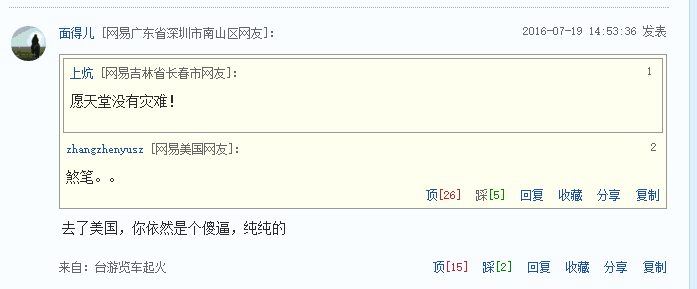 面得儿 [网易广东省深圳市南山区网友]: 2016-07-19 14:53:36 发表
上炕 [网易吉林省长春市网友]: 1
愿天堂没有灾难!
zhangzhenyusz [网易美国网友]: 2
煞笔。。
顶[26] 踩[5] 回复 收藏 分享 复制
去了美国，你依然是个傻逼，纯纯的
来自: 台游览车起火 顶[15] 踩[2] 回复 收藏 分享 复制